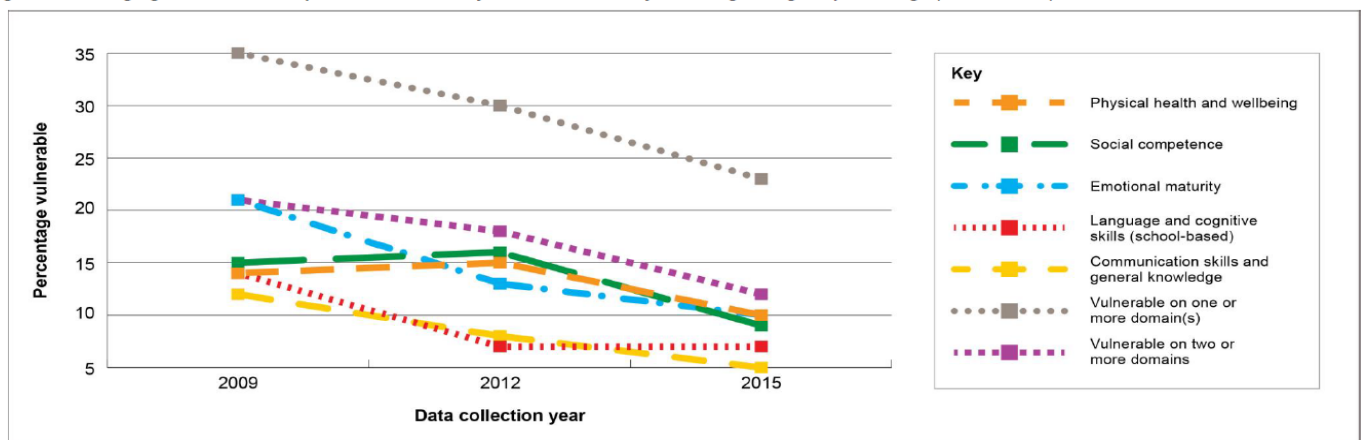 35
30
25
20
15
10
5
Percentage vulnerable
2009
2012
2015
Data collection year
Key
Physical health and wellbeing
Social competence
Emotional maturity
Language and cognitive
skills (school-based)
Communication skills and
general knowledge
Vulnerable on one or
more domain(s)
Vulnerable on two or
more domains